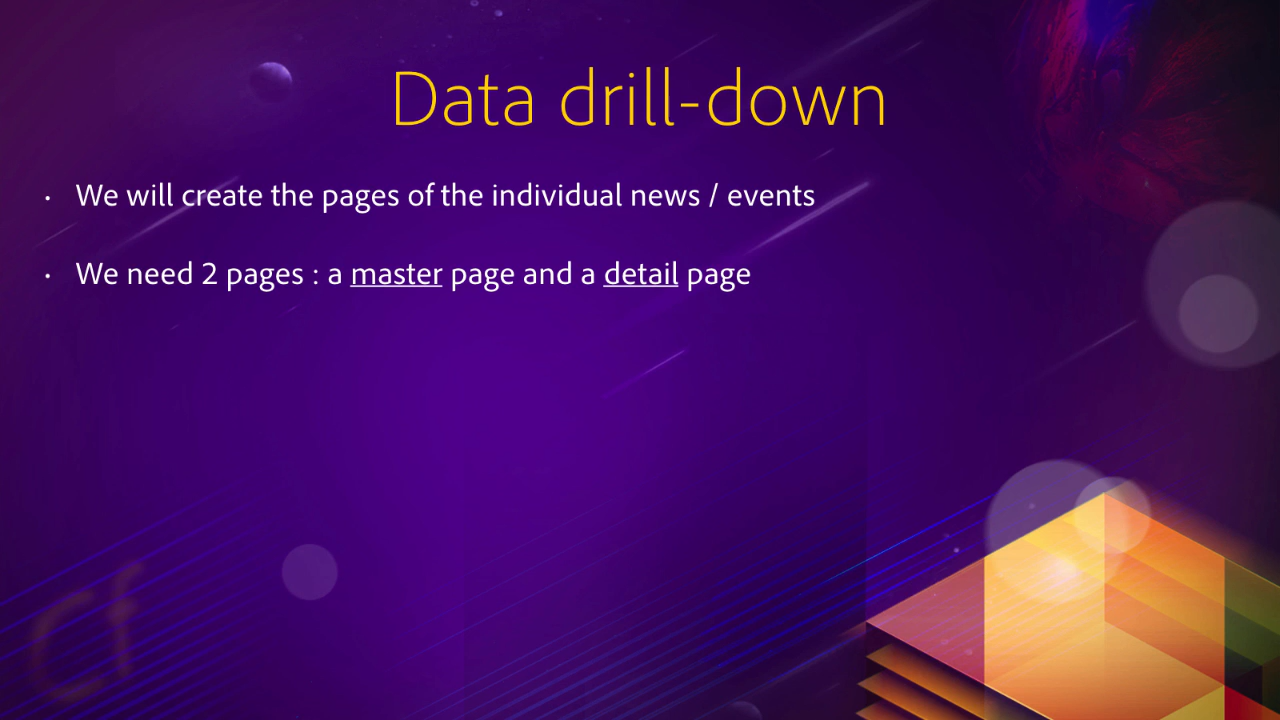 Data drill-down
• We will create the pages of the individual news / events
• We need 2 pages : a master page and a detail page
Cf